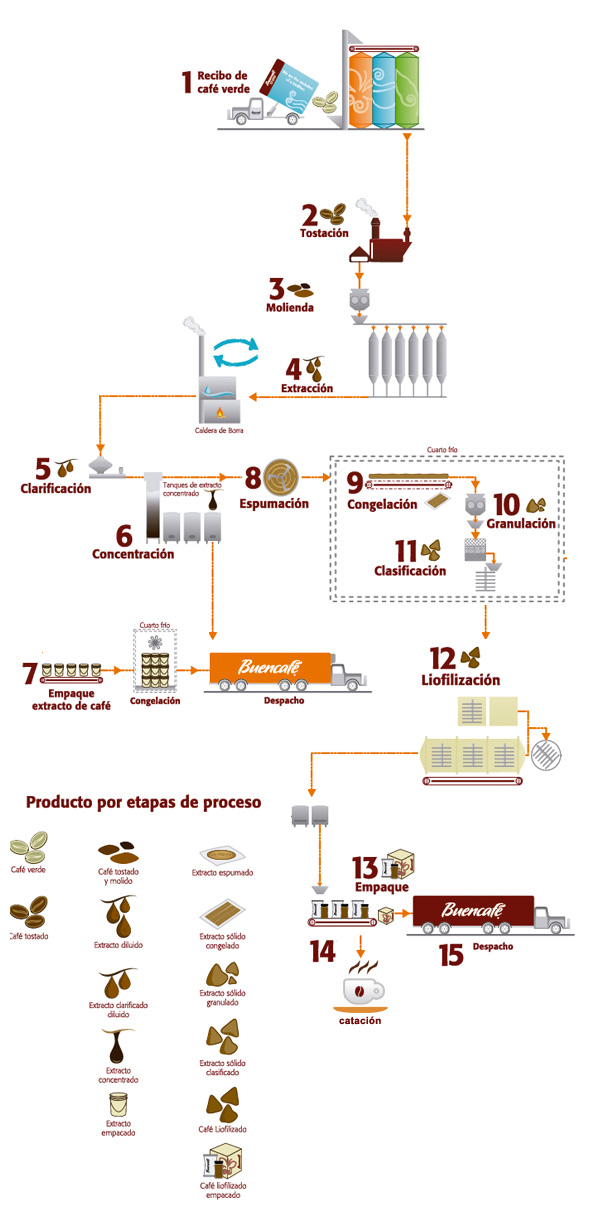 1 Recibo de
café verde
2
Tostación
3
Molienda
4
Extracción
Caldera de Borra
5
Clarificación
Tanques de extracto
concentrado
6
Concentración
8
Espumación
Cuarto frío
9
Congelación
10
Granulación
11
Clasificación
Cuarto frío
7
Empaque
extracto de café
Congelación
Buencafé
Despacho
12
Liofilización
Producto por etapas de proceso
Café verde
Café tostado
y molido
Extracto espumado
Café tostado
Extracto diluido
Extracto sólido
congelado
Extracto clarificado
diluido
Extracto sólido
granulado
Extracto
concentrado
Extracto sólido
clasificado
Extracto
empacado
Café Liofilizado
Café liofilizado
empacado
13
Empaque
14
catación
Buencafé
15 Despacho